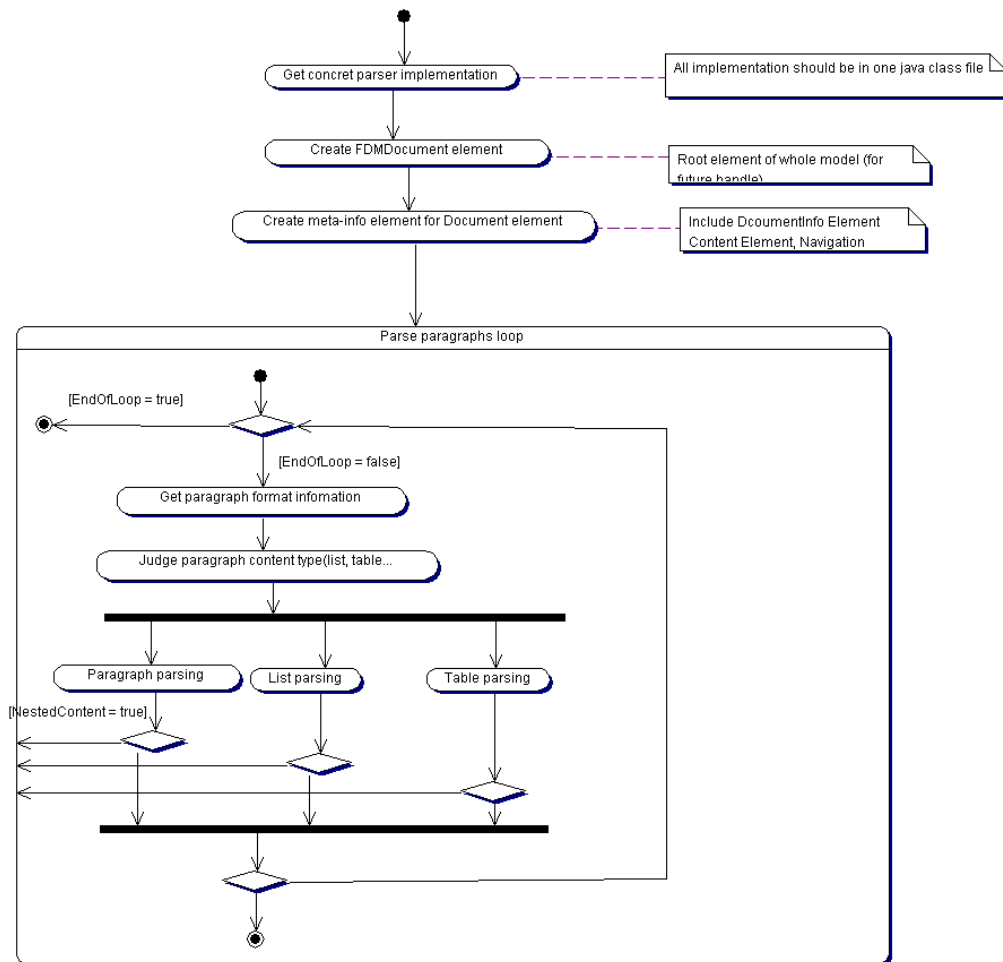 Get concret parser implementation
All implementation should be in one java class file
Create FDMDocument element
Root element of whole model (for
future handle)
Create meta-info element for Document element
Include DcoumentInfo Element
Content Element, Navigation
Parse paragraphs loop
[EndOfLoop = true]
[EndOfLoop = false]
Get paragraph format infomation
Judge paragraph content type(list, table...
Paragraph parsing
List parsing
Table parsing
[NestedContent = true]